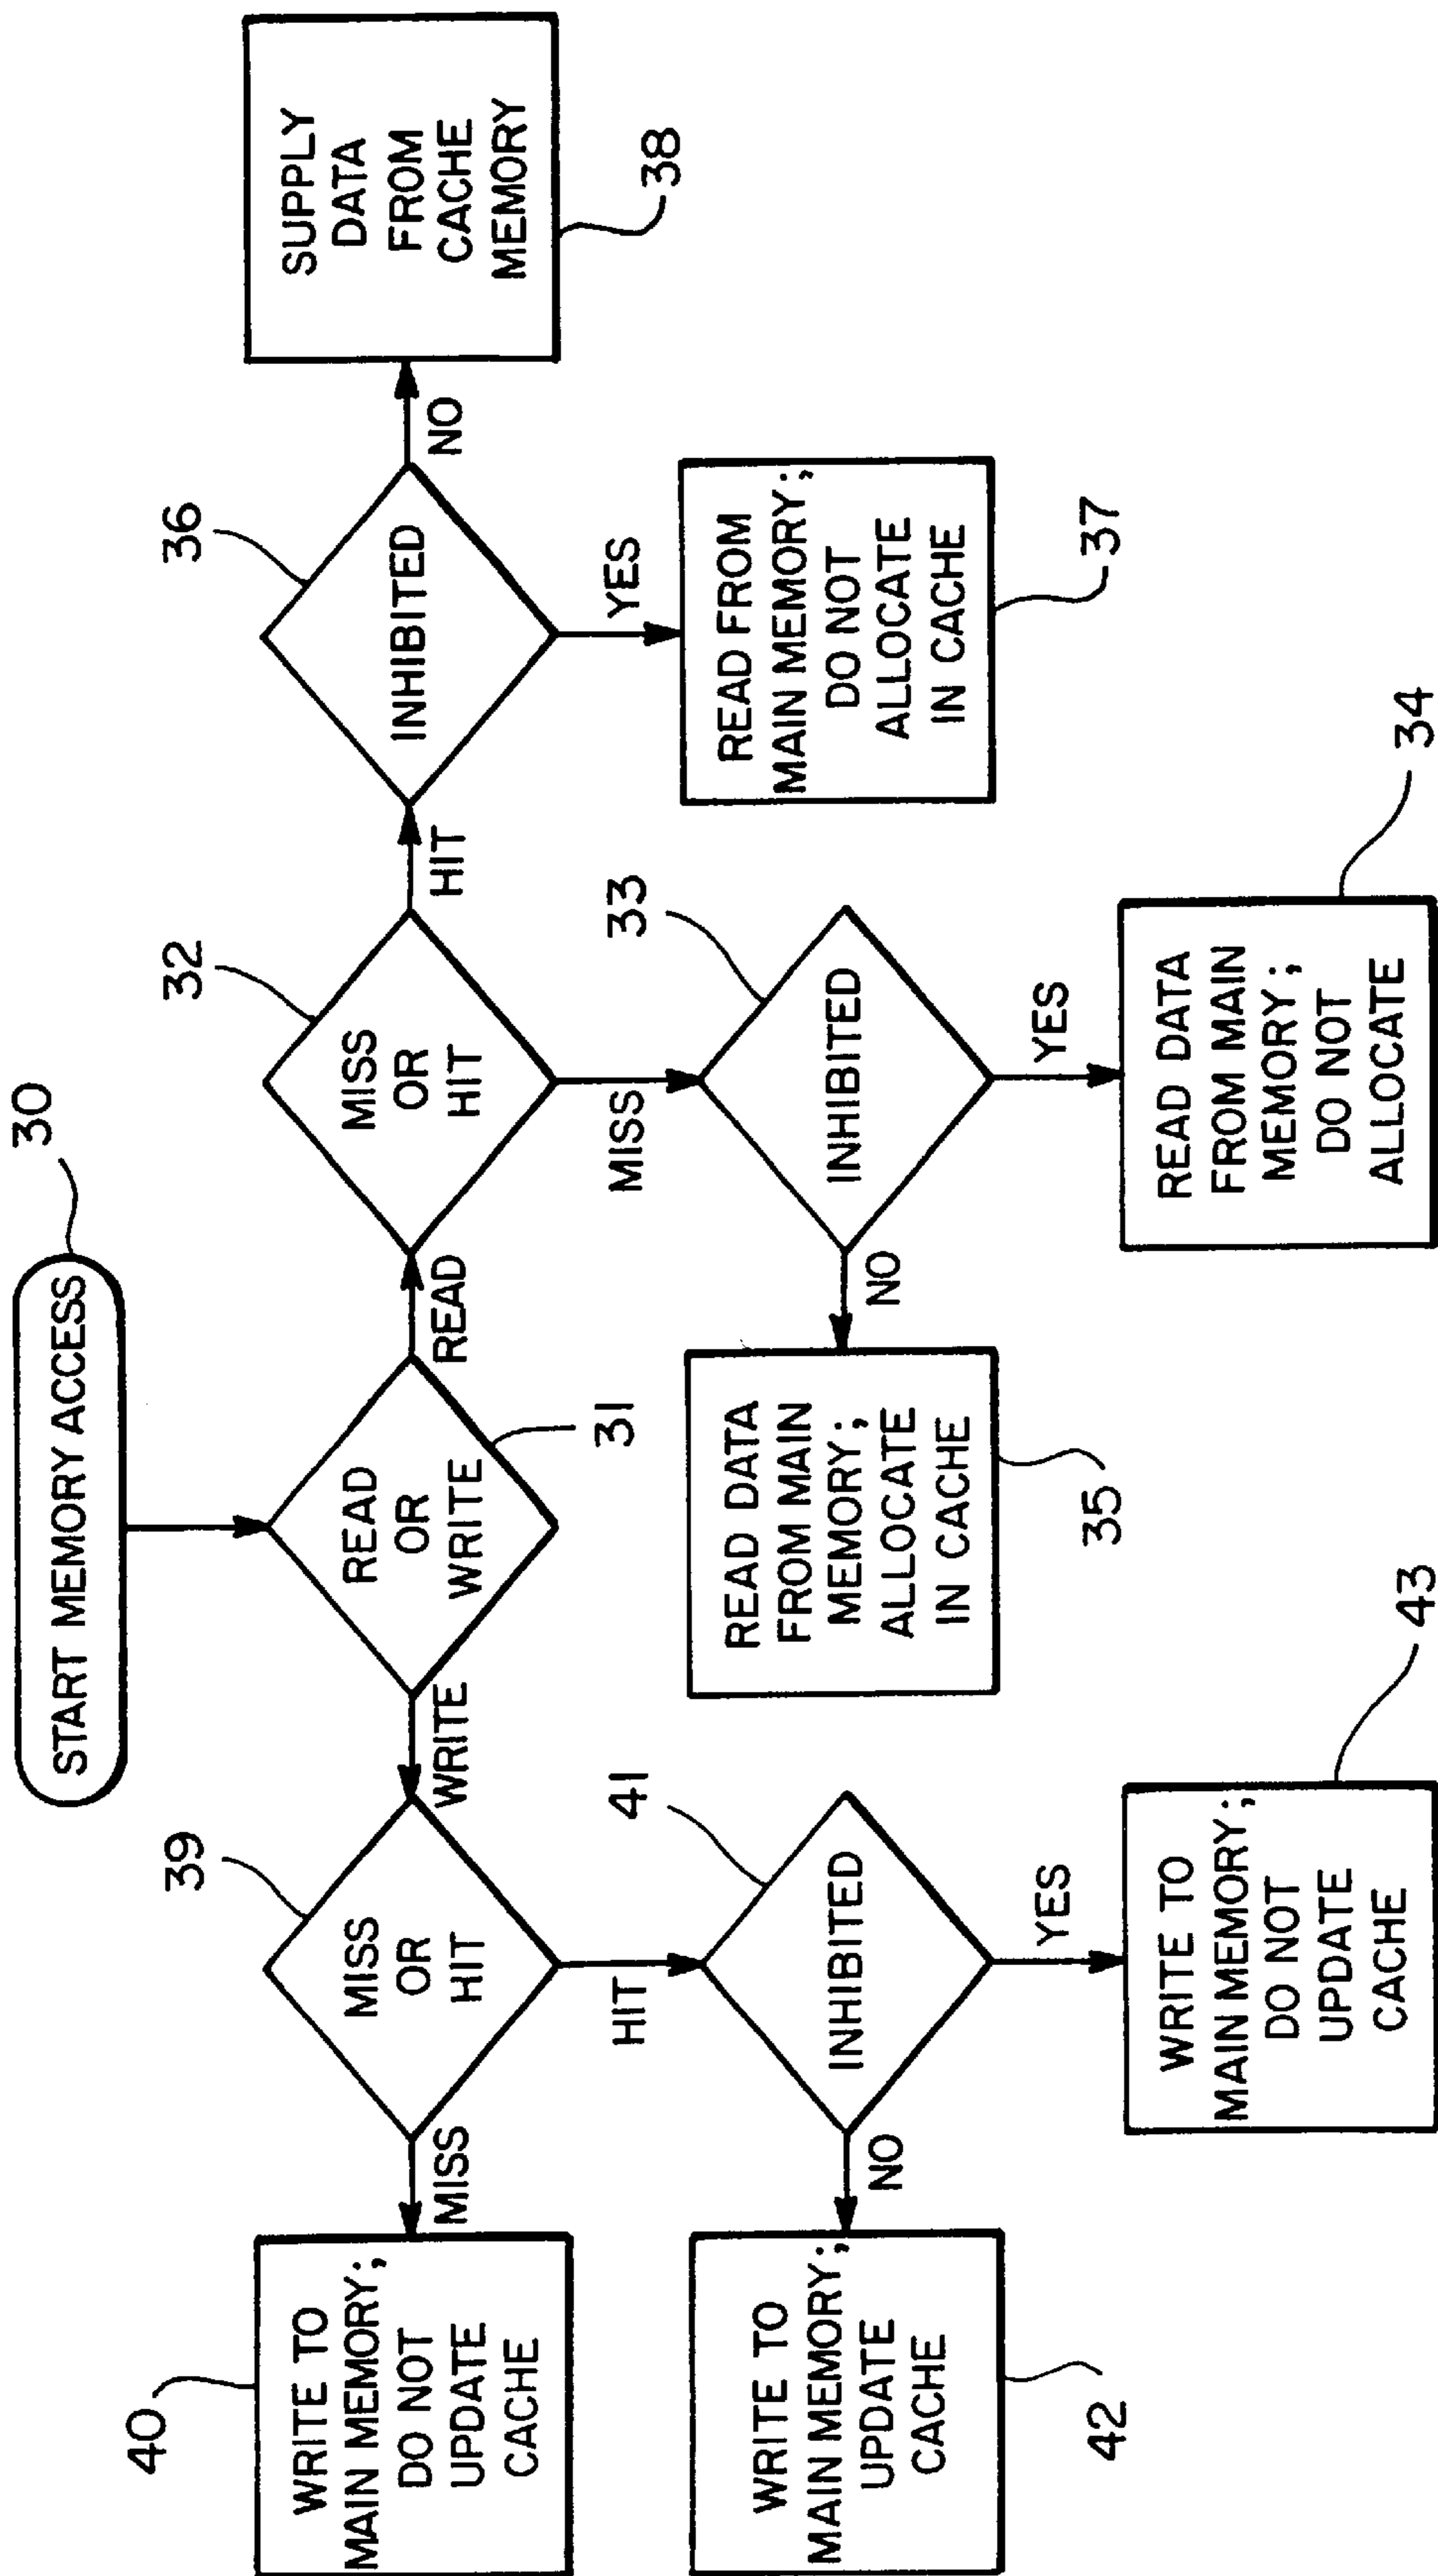 30
START MEMORY ACCESS
31
READ
OR
WRITE
WRITE
READ
39
MISS
OR
HIT
MISS
HIT
40
WRITE TO
MAIN MEMORY;
DO NOT
UPDATE
CACHE
41
INHIBITED
NO
YES
42
WRITE TO
MAIN MEMORY;
UPDATE
CACHE
43
WRITE TO
MAIN MEMORY;
DO NOT
UPDATE
CACHE
32
MISS
OR
HIT
MISS
HIT
33
INHIBITED
NO
YES
35
READ DATA
FROM MAIN
MEMORY;
ALLOCATE
IN CACHE
34
READ DATA
FROM MAIN
MEMORY;
DO NOT
ALLOCATE
36
INHIBITED
YES
NO
37
READ FROM
MAIN MEMORY;
DO NOT
ALLOCATE
IN CACHE
38
SUPPLY
DATA
FROM
CACHE
MEMORY